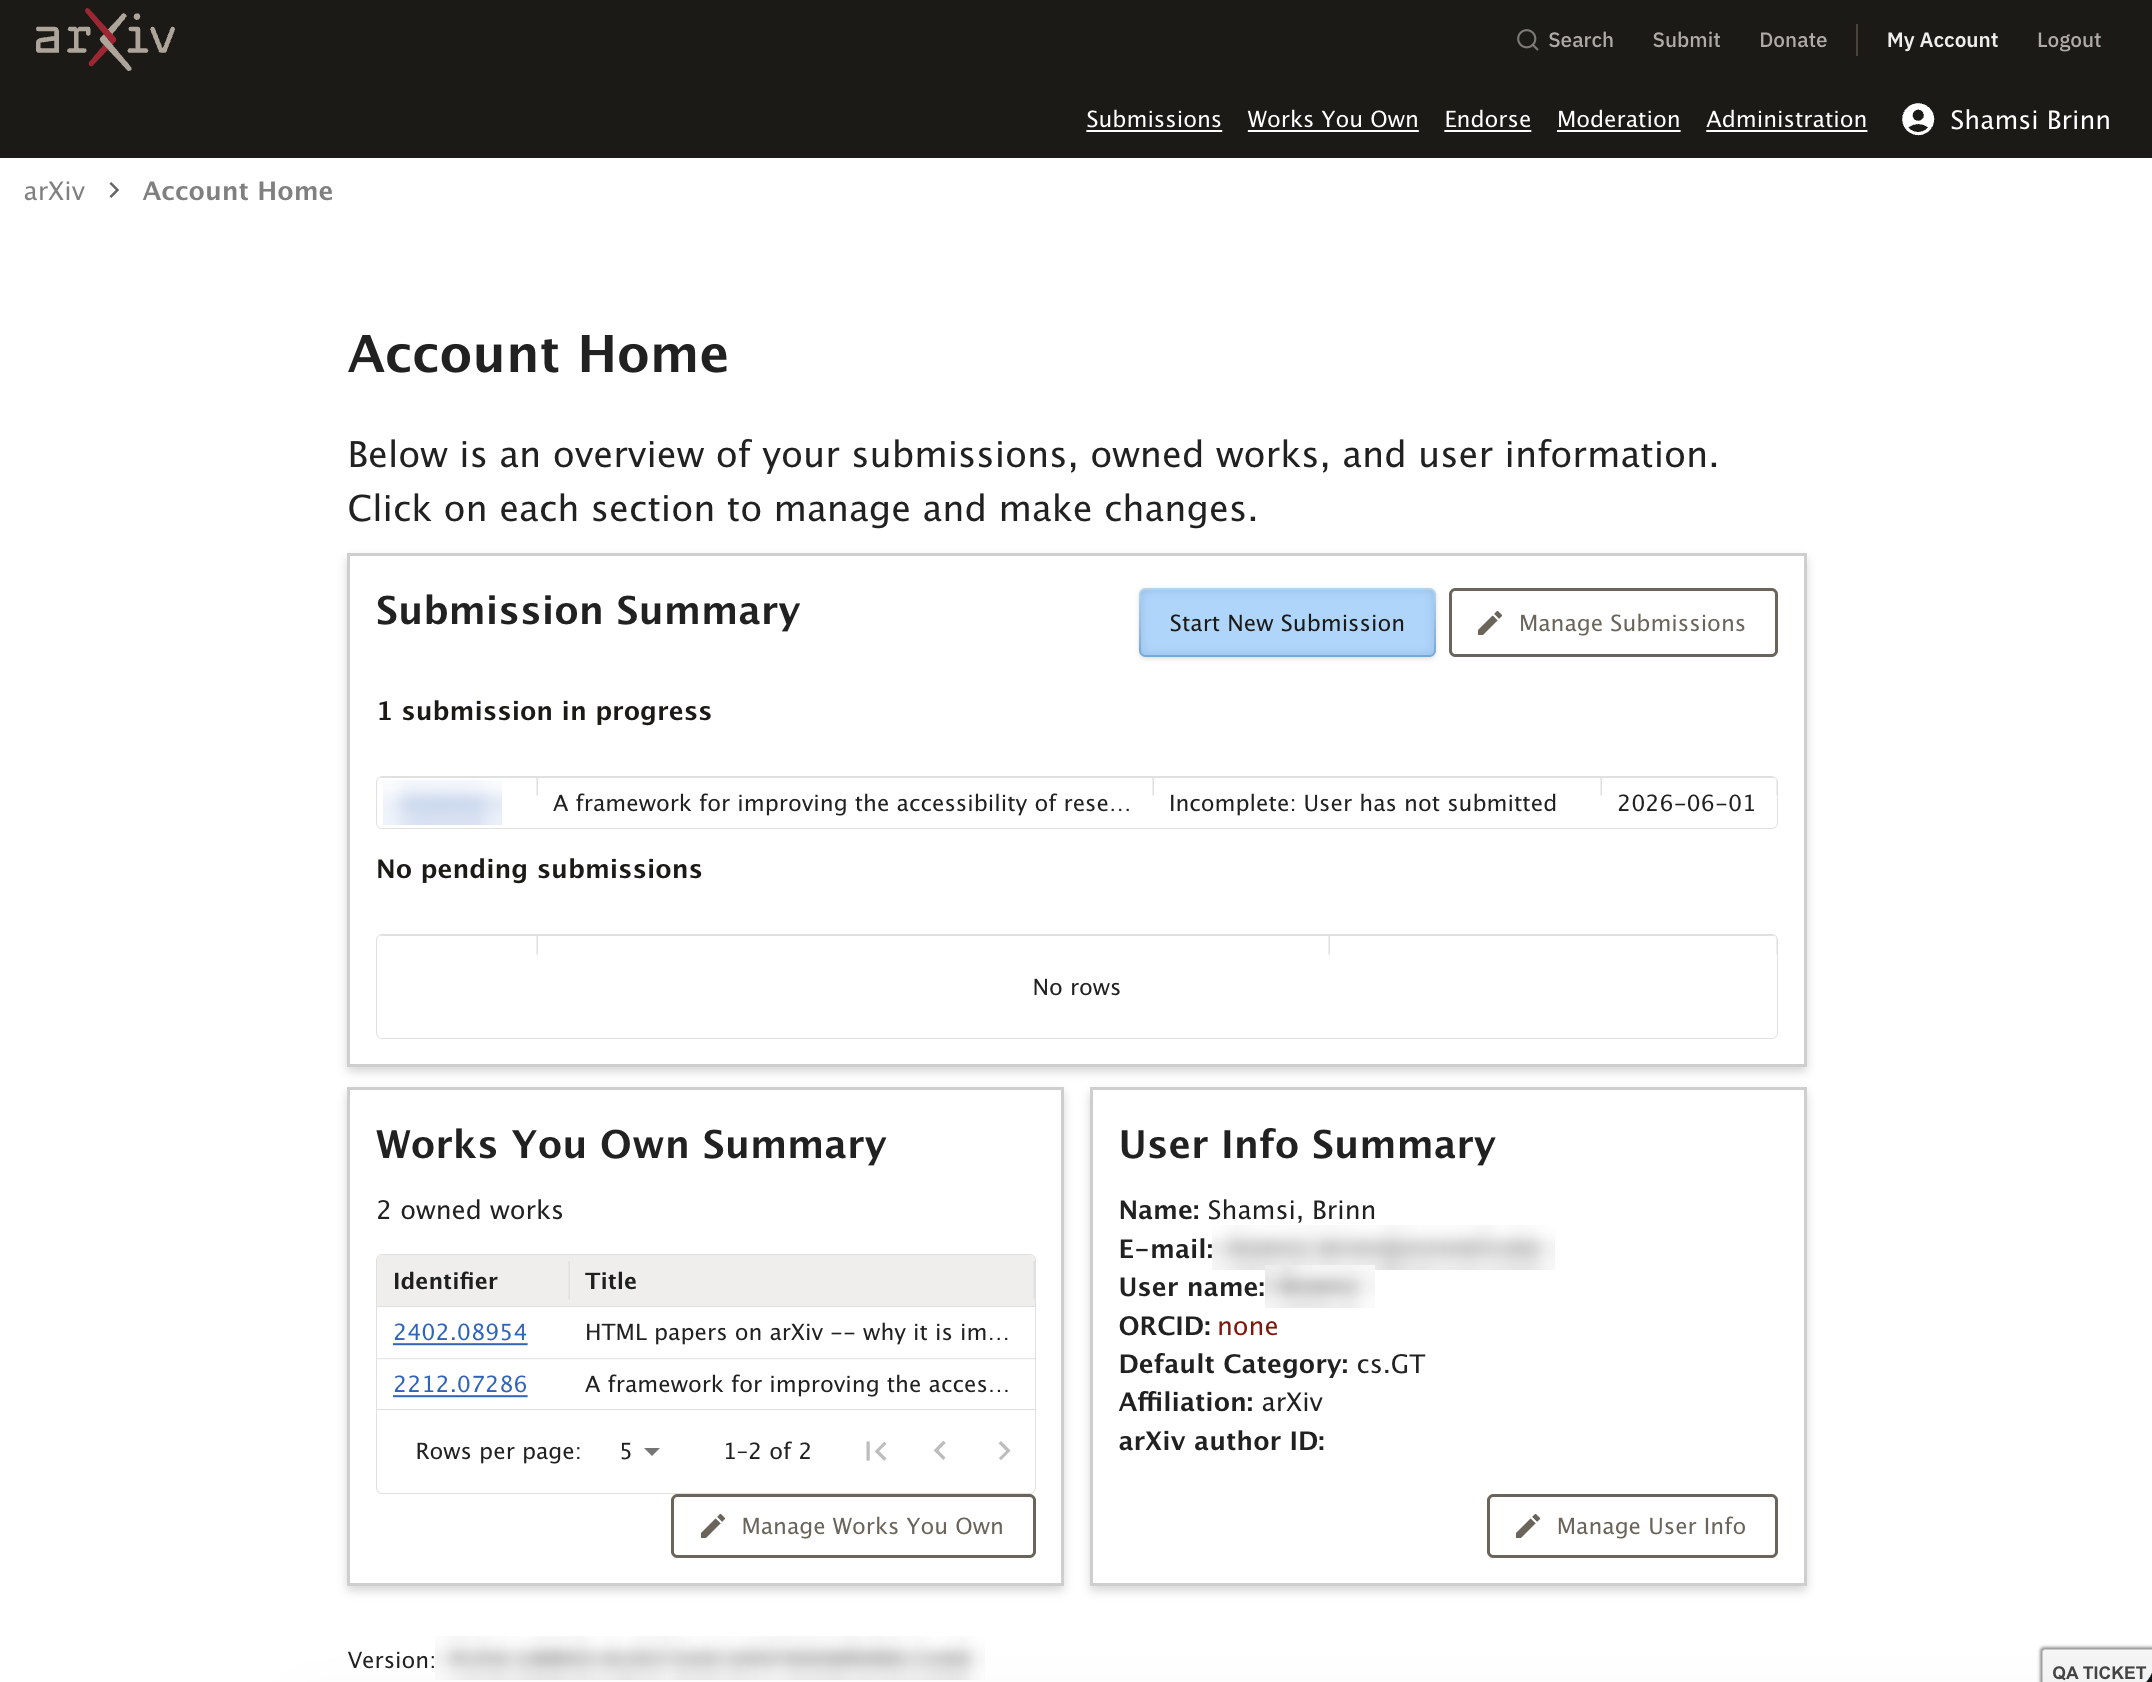 arXiv
Search Submit Donate My Account Logout
Submissions Works You Own Endorse Moderation Administration Shamsi Brinn
arXiv > Account Home
Account Home
Below is an overview of your submissions, owned works, and user information.
Click on each section to manage and make changes.
Submission Summary
Start New Submission
Manage Submissions
1 submission in progress
A framework for improving the accessibility of rese... Incomplete: User has not submitted 2026-06-01
No pending submissions
No rows
Works You Own Summary
2 owned works
Identifier Title
2402.08954 HTML papers on arXiv -- why it is im...
2212.07286 A framework for improving the acces...
Rows per page: 5 1-2 of 2
Manage Works You Own
User Info Summary
Name: Shamsi, Brinn
E-mail:
User name:
ORCID: none
Default Category: cs.GT
Affiliation: arXiv
arXiv author ID:
Manage User Info
Version:
QA TICKET